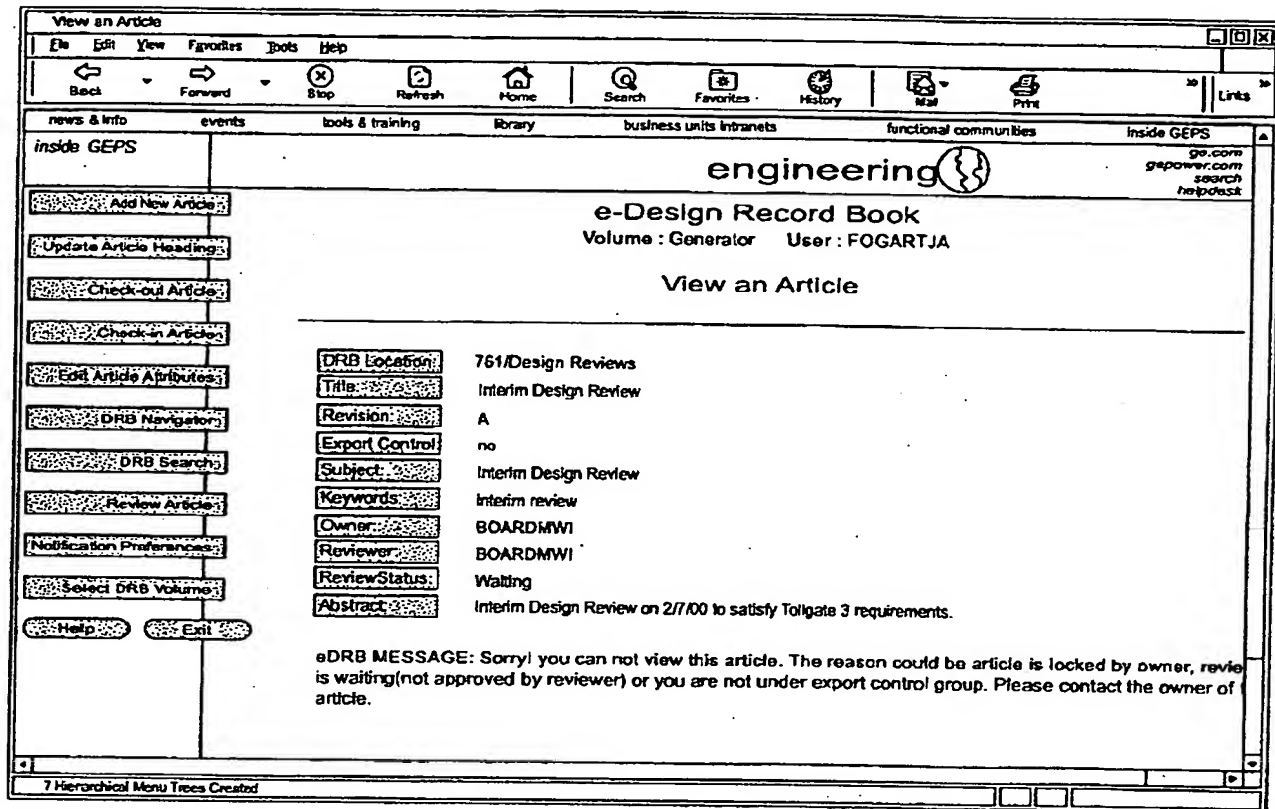 View an Article
File Edit View Favorites Tools Help
Back Forward Stop Refresh Home Search Favorites History Mail Print Links
news & info events tools & training library business units intranets functional communities inside GEPS
inside GEPS
engineering
ge.com
gepower.com
search
helpdesk
e-Design Record Book
Volume : Generator User : FOGARTJA
View an Article
Add New Article
Update Article Heading
Check-out Article
Check-in Article
Edit Article Attributes
DRB Navigator
DRB Search
Review Article
Notification Preferences
Select DRB Volume
Help Exit
DRB Location: 761/Design Reviews
Title: Interim Design Review
Revision: A
Export Control: no
Subject: Interim Design Review
Keywords: Interim review
Owner: BOARDMWI
Reviewer: BOARDMWI
ReviewStatus: Waiting
Abstract: Interim Design Review on 2/7/00 to satisfy Tollgate 3 requirements.
eDRB MESSAGE: Sorry! you can not view this article. The reason could be article is locked by owner, revie
is waiting(not approved by reviewer) or you are not under export control group. Please contact the owner of
article.
7 Hierarchical Menu Trees Created